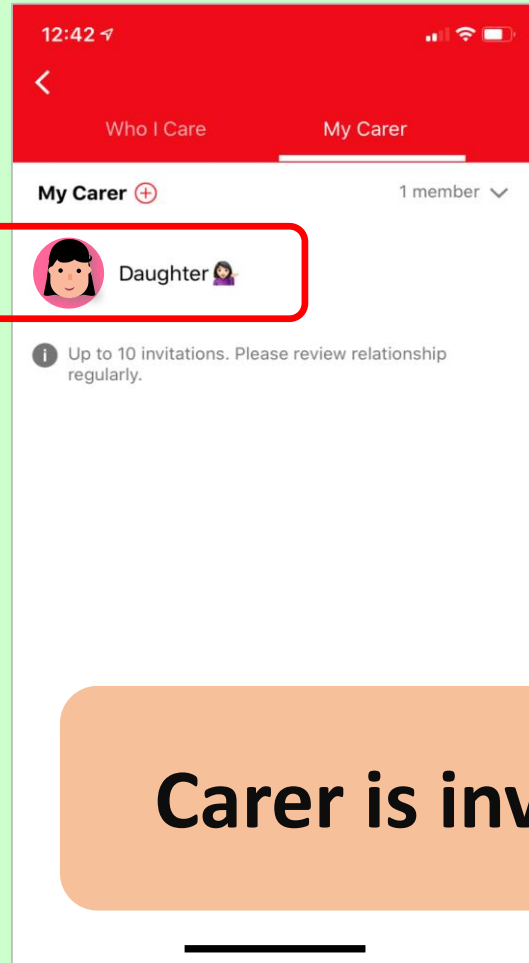 12:42
Who I Care My Carer
My Carer 1 member
Daughter💁🏻‍♀️
Up to 10 invitations. Please review relationship
regularly.
Carer is inv